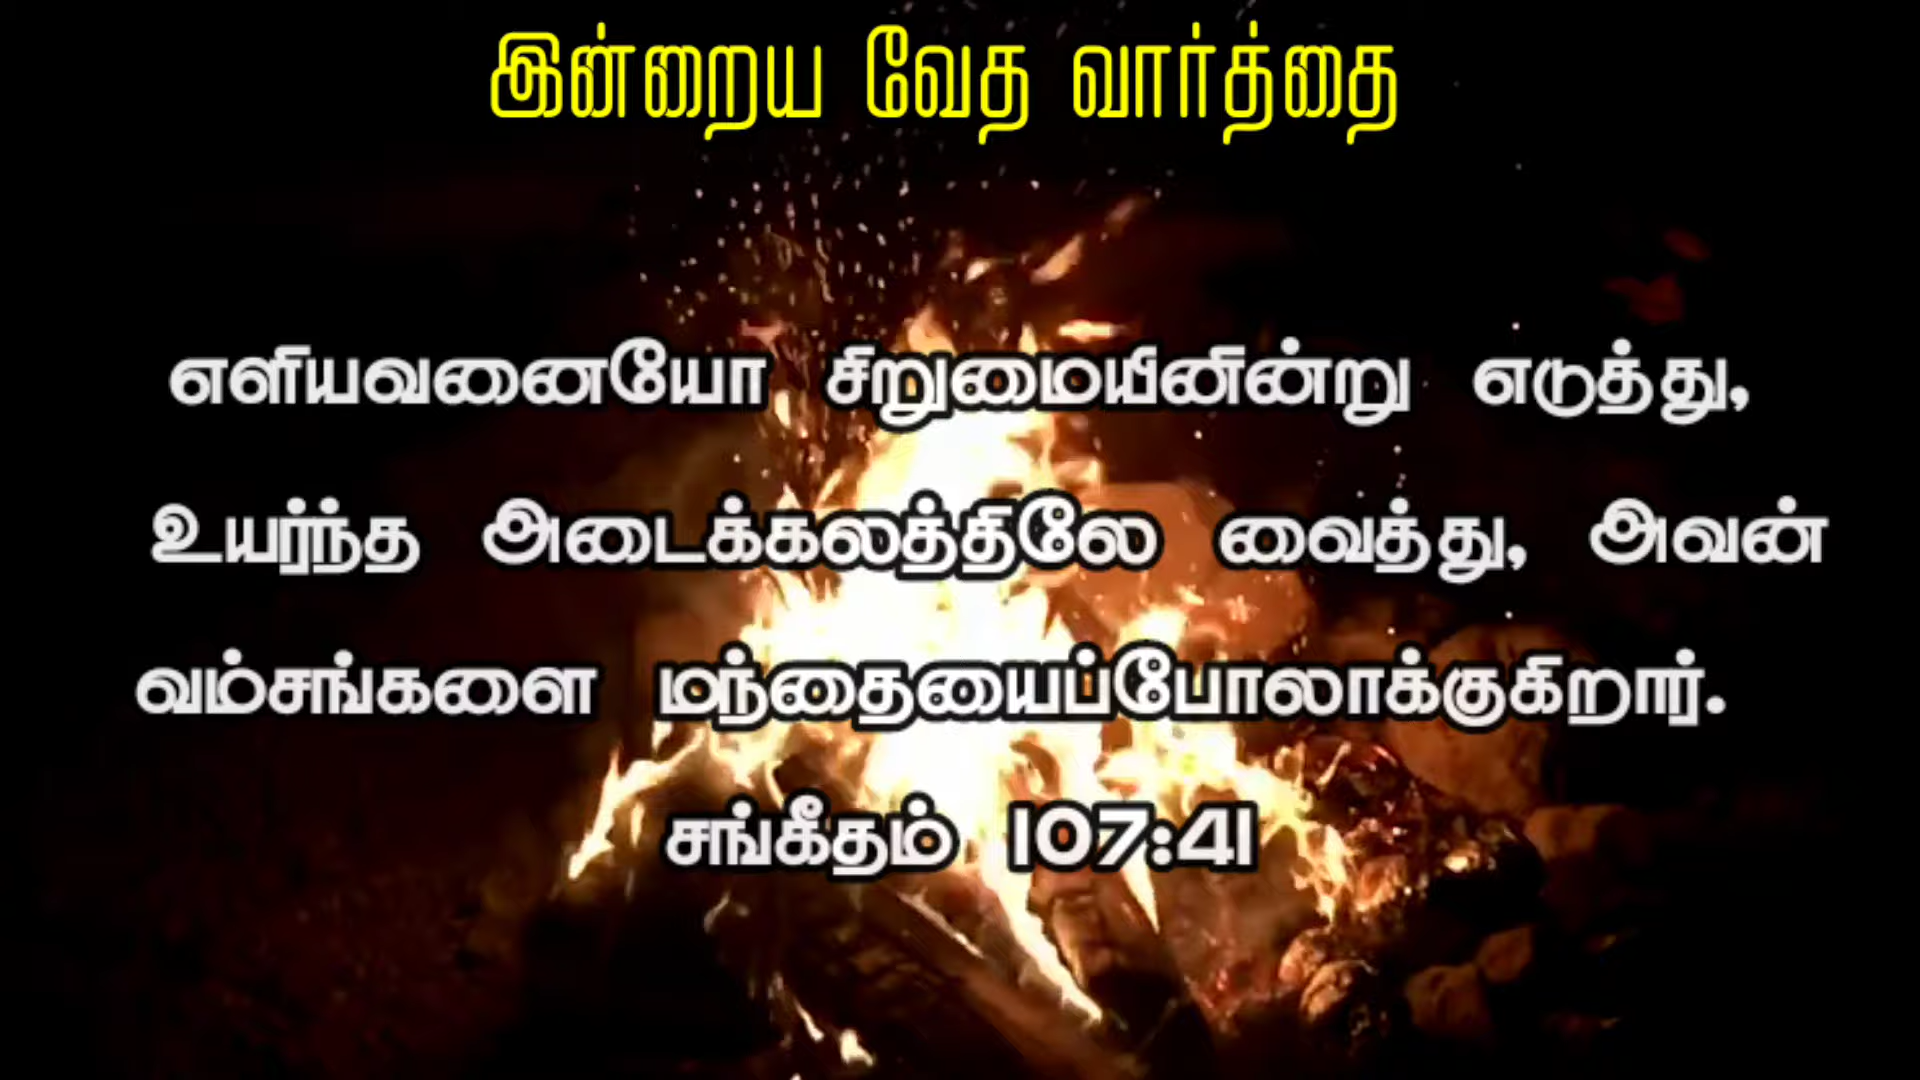 இன்றைய வேத வார்த்தை
எளியவனையோ சிறுமையினின்று எடுத்து,
உயர்ந்த அடைக்கலத்திலே வைத்து, அவன்
வம்சங்களை மந்தையைப்போலாக்குகிறார்.
சங்கீதம் 107:41